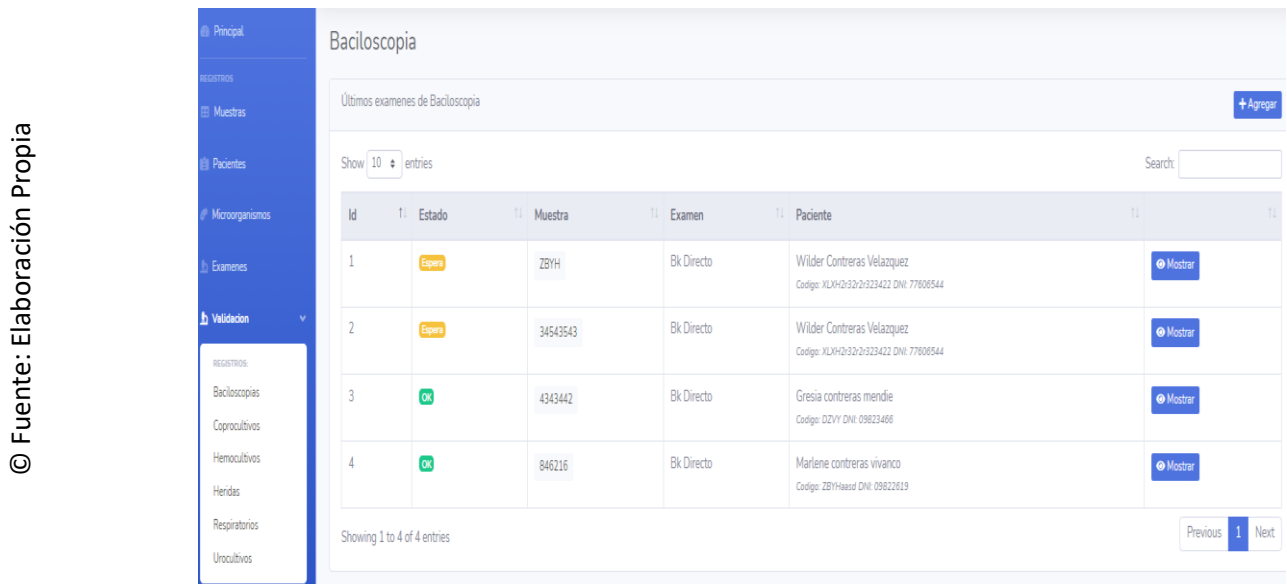 © Fuente: Elaboración Propia
Principal
REGISTROS
Muestras
Pacientes
Microorganismos
Examenes
Validacion
REGISTROS:
Baciloscopias
Coprocultivos
Hemocultivos
Heridas
Respiratorios
Urocultivos
Baciloscopia
Últimos examenes de Baciloscopia
+ Agregar
Show 10 entries
Search:
Id Estado Muestra Examen Paciente
1 Espera ZBYH Bk Directo Wilder Contreras Velazquez Mostrar
Codigo: XLXH2r32r2r323422 DNI: 77606544
2 Espera 34543543 Bk Directo Wilder Contreras Velazquez Mostrar
Codigo: XLXH2r32r2r323422 DNI: 77606544
3 OK 4343442 Bk Directo Gresia contreras mendie Mostrar
Codigo: DZVY DNI: 09823466
4 OK 846216 Bk Directo Marlene contreras vivanco Mostrar
Codigo: ZBYHaasd DNI: 09822619
Showing 1 to 4 of 4 entries
Previous 1 Next